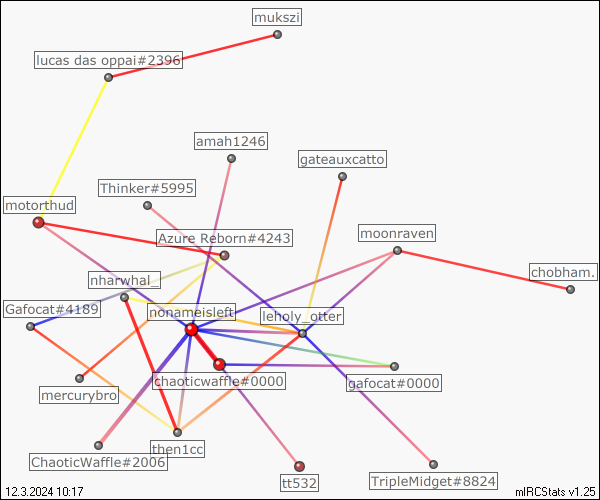 mukszi
lucas das oppai#2396
amah1246
gateauxcatto
Thinker#5995
motorthud
moonraven
Azure Reborn#4243
chobham.
nharwhal_
Gafocat#4189
nonameisleft
leholy_otter
chaoticwaffle#0000
gafocat#0000
mercurybro
then1cc
ChaoticWaffle#2006
tt532
TripleMidget#8824
12.3.2024 10:17
mIRCStats v1.25